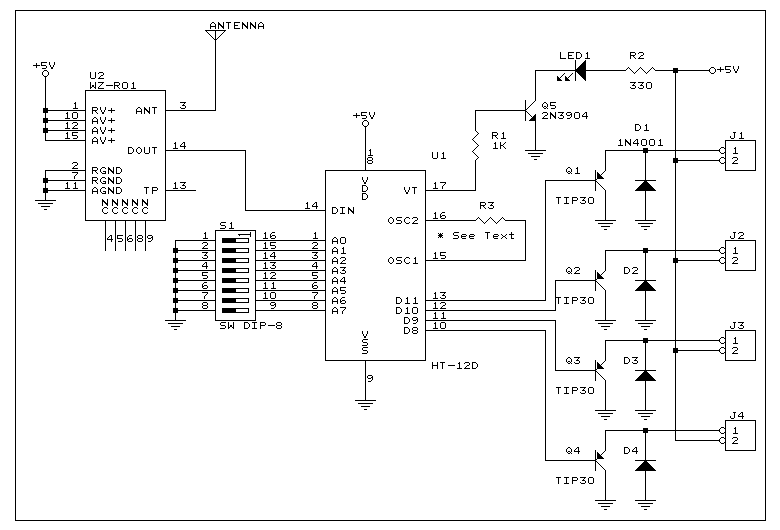 ANTENNA
+5V
U2
WZ-R01
1 RV+ ANT 3
10 AV+
12 AV+
15 AV+
DOUT 14
2 RGND
7 RGND
11 AGND TP 13
N N N N N
C C C C C
4 5 6 8 9
S1
1
1 16
2 15
3 14
4 13
5 12
6 11
7 10
8 9
SW DIP-8
+5V
1
8
U1
VDD
14 DIN
VT 17
OSC2 16
OSC1 15
1 A0
2 A1
3 A2
4 A3
5 A4
6 A5
7 A6
8 A7
D11 13
D10 12
D9 11
D8 10
VSS
9
HT-12D
R3
* See Text
R1
1K
Q5
2N3904
LED1
R2
330
+5V
D1
1N4001
Q1
TIP30
J1
1
2
Q2
TIP30
D2
J2
1
2
Q3
TIP30
D3
J3
1
2
Q4
TIP30
D4
J4
1
2